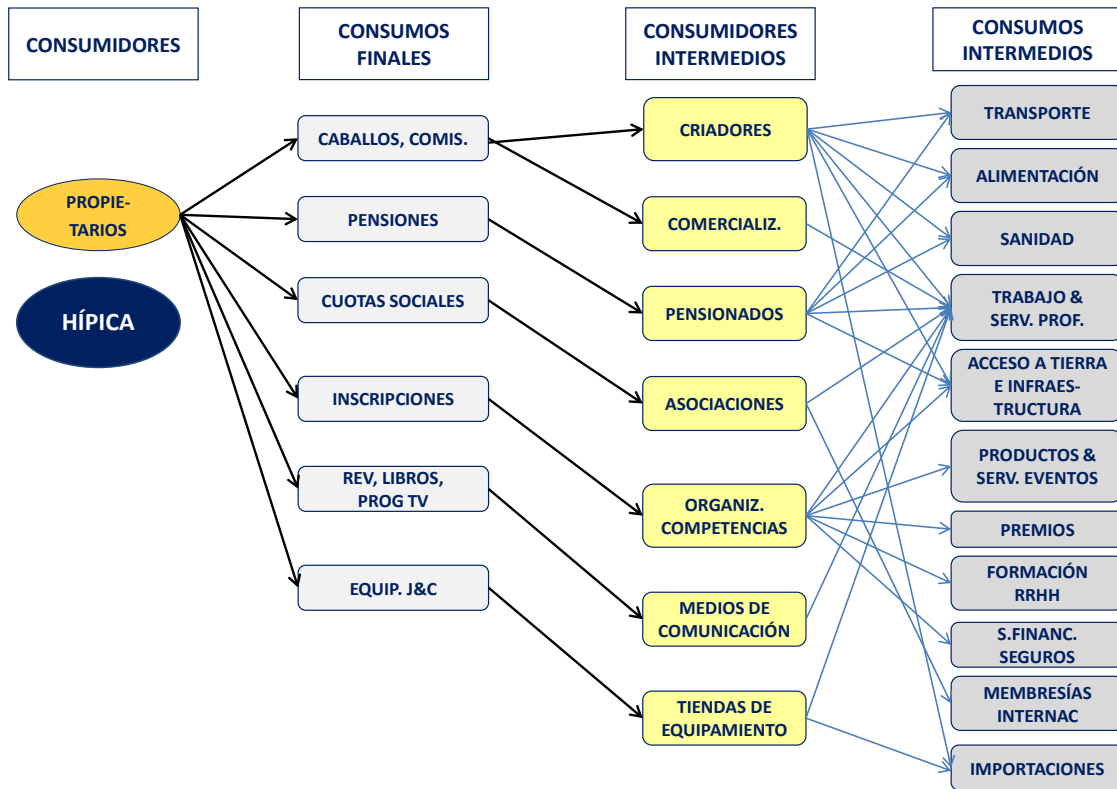 CONSUMIDORES
CONSUMOS
FINALES
CONSUMIDORES
INTERMEDIOS
CONSUMOS
INTERMEDIOS
PROPIE-
TARIOS
HÍPICA
CABALLOS, COMIS.
PENSIONES
CUOTAS SOCIALES
INSCRIPCIONES
REV, LIBROS,
PROG TV
EQUIP. J&C
CRIADORES
COMERCIALIZ.
PENSIONADOS
ASOCIACIONES
ORGANIZ.
COMPETENCIAS
MEDIOS DE
COMUNICACIÓN
TIENDAS DE
EQUIPAMIENTO
TRANSPORTE
ALIMENTACIÓN
SANIDAD
TRABAJO &
SERV. PROF.
ACCESO A TIERRA
E INFRAES-
TRUCTURA
PRODUCTOS &
SERV. EVENTOS
PREMIOS
FORMACIÓN
RRHH
S.FINANC.
SEGUROS
MEMBRESÍAS
INTERNAC
IMPORTACIONES